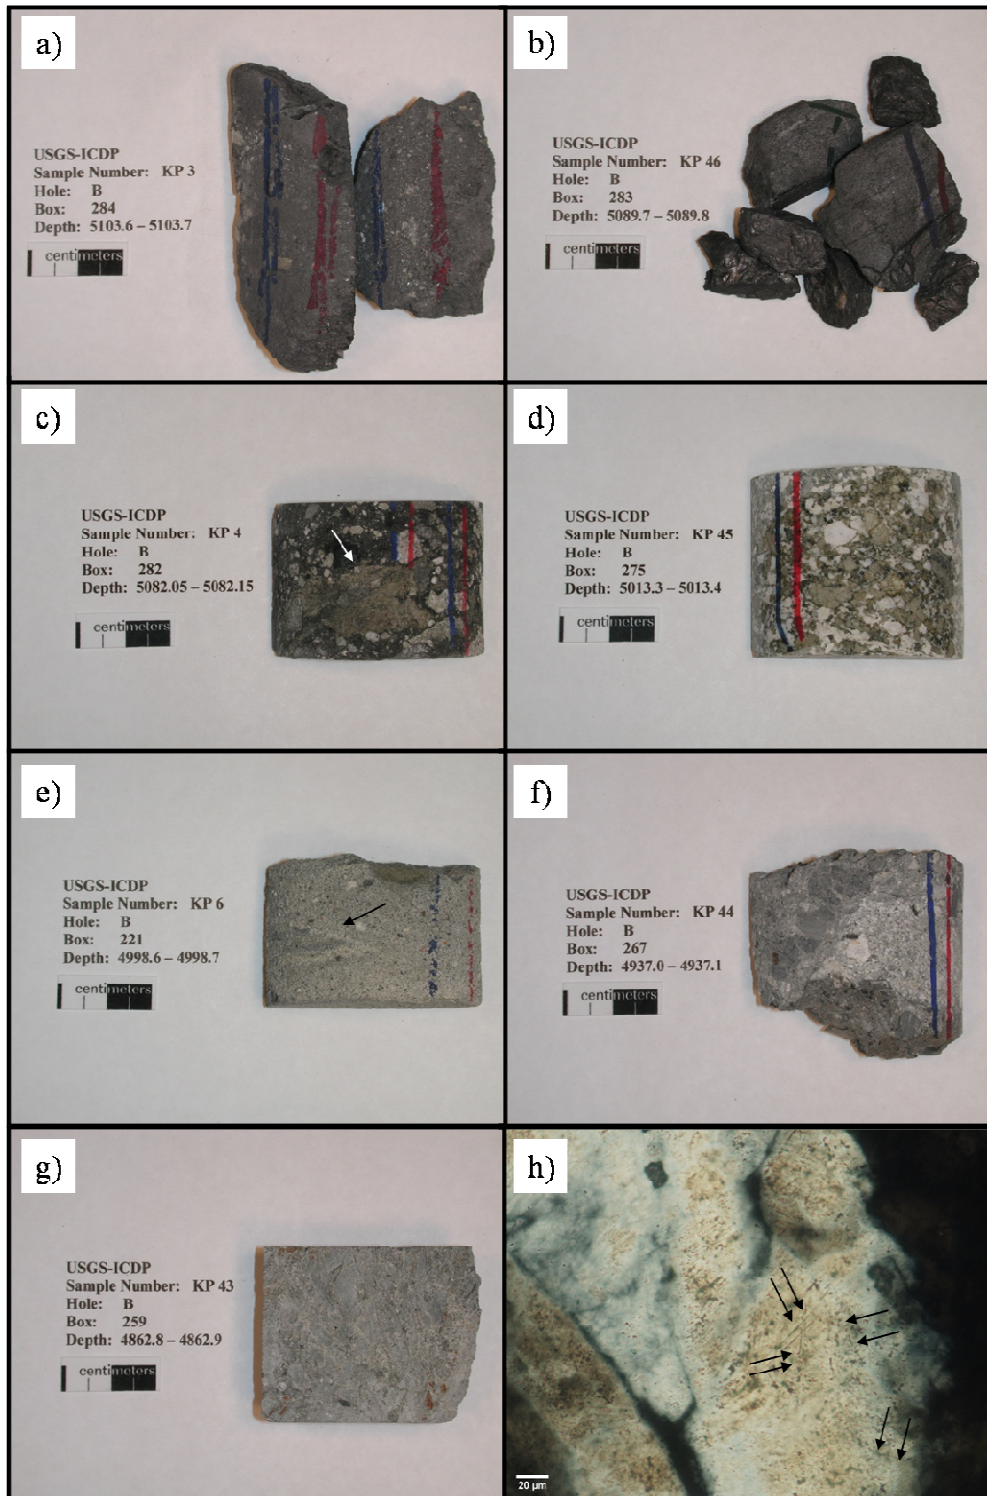 a)
USGS-ICDP
Sample Number: KP 3
Hole: B
Box: 284
Depth: 5103.6 – 5103.7
centimeters
b)
USGS-ICDP
Sample Number: KP 46
Hole: B
Box: 283
Depth: 5089.7 – 5089.8
centimeters
c)
USGS-ICDP
Sample Number: KP 4
Hole: B
Box: 282
Depth: 5082.05 – 5082.15
centimeters
d)
USGS-ICDP
Sample Number: KP 45
Hole: B
Box: 275
Depth: 5013.3 – 5013.4
centimeters
e)
USGS-ICDP
Sample Number: KP 6
Hole: B
Box: 221
Depth: 4998.6 – 4998.7
centimeters
f)
USGS-ICDP
Sample Number: KP 44
Hole: B
Box: 267
Depth: 4937.0 – 4937.1
centimeters
g)
USGS-ICDP
Sample Number: KP 43
Hole: B
Box: 259
Depth: 4862.8 – 4862.9
centimeters
h)
20 µm